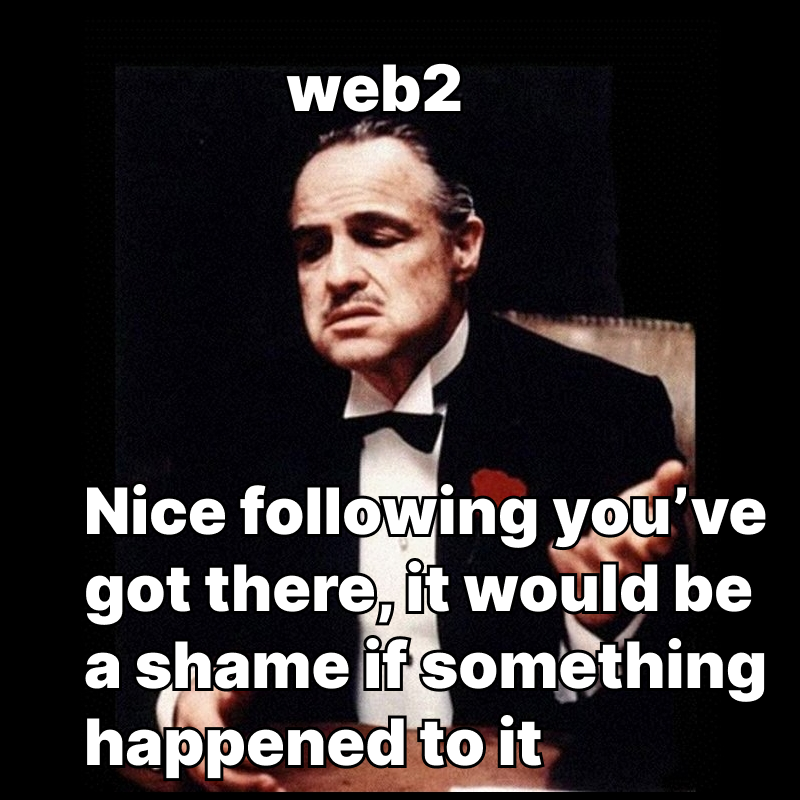 web2
Nice following you’ve
got there, it would be
a shame if something
happened to it